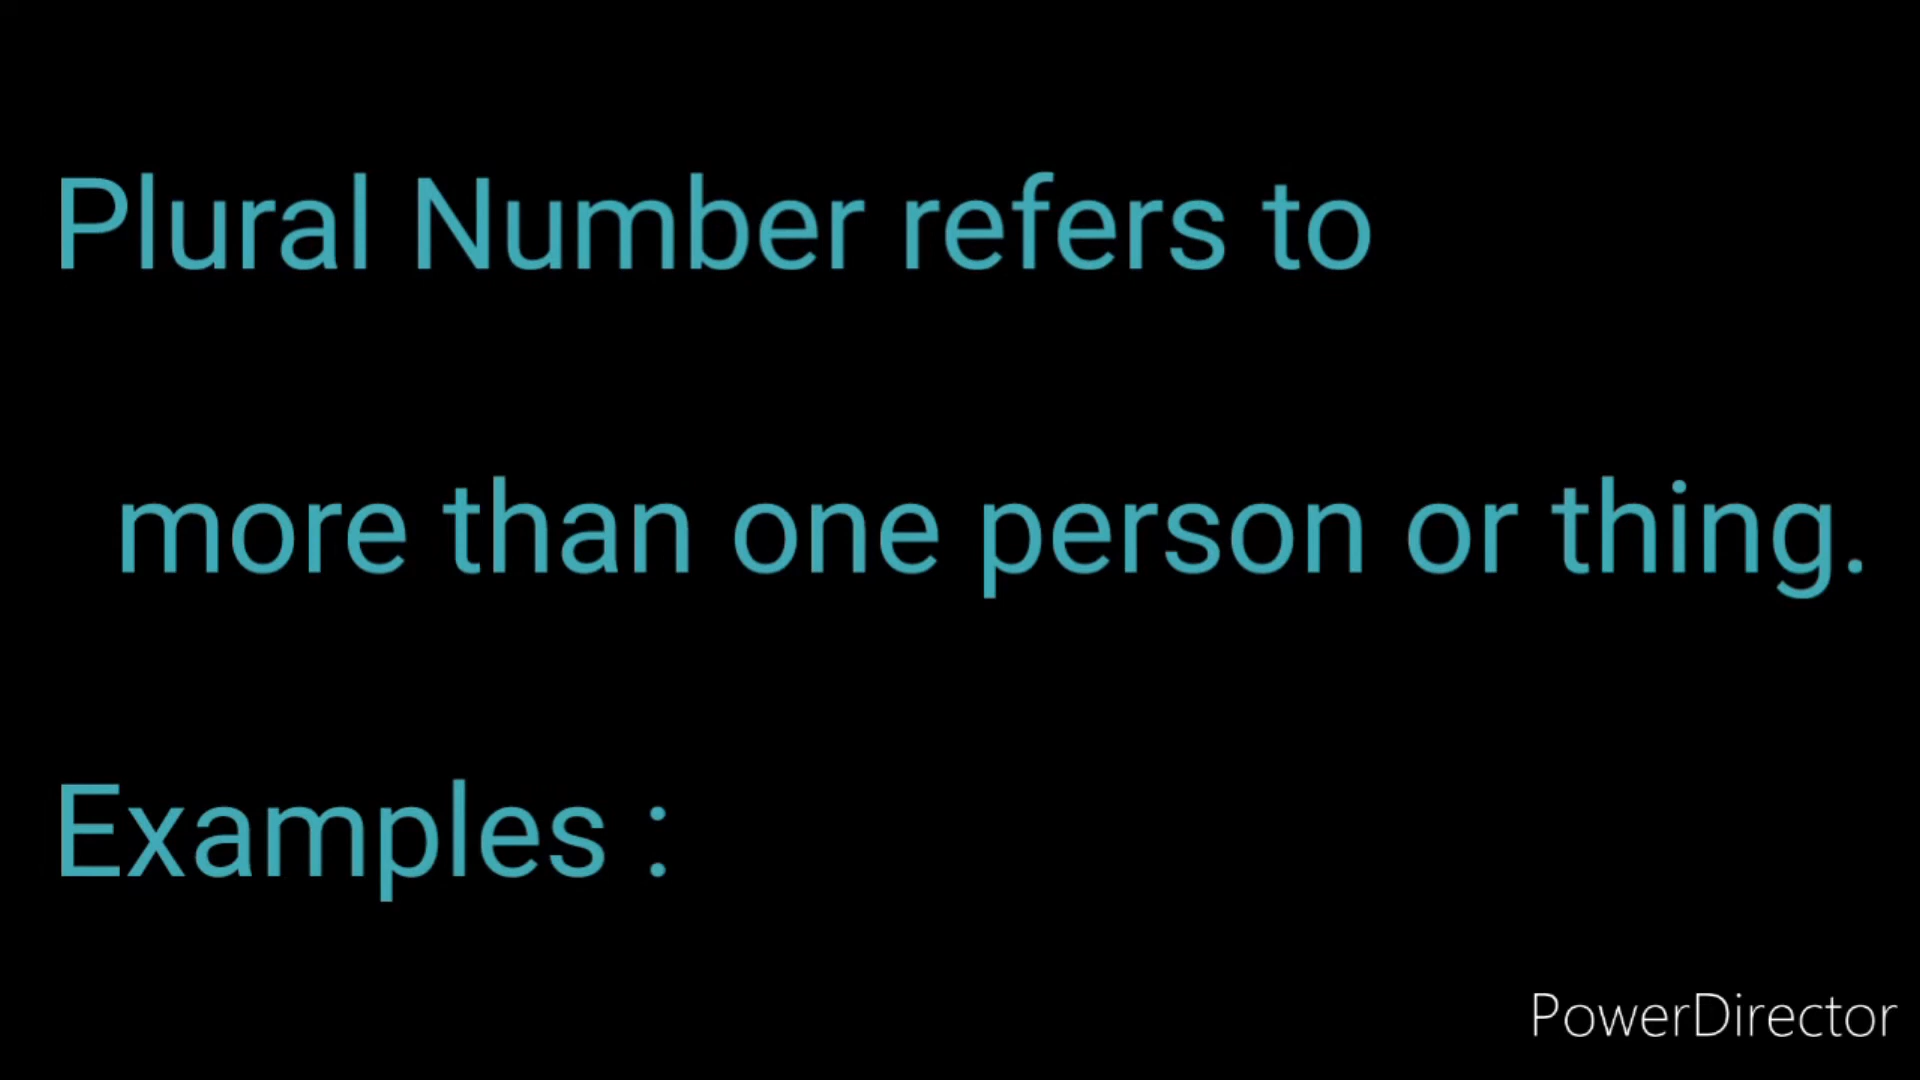 Plural Number refers to
more than one person or thing.
Examples :
PowerDirector